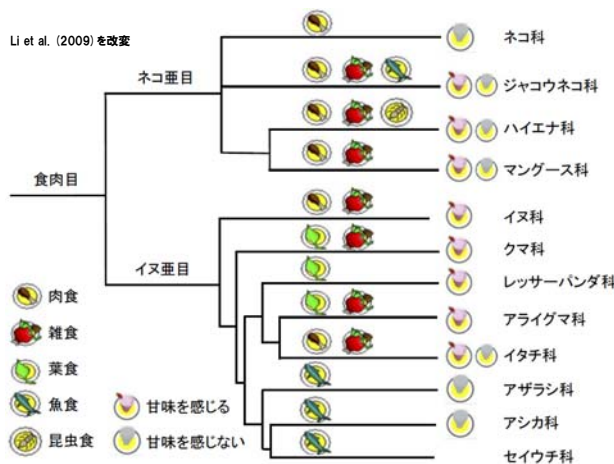 Li et al. (2009) を改変
ネコ科
ネコ亜目
ジャコウネコ科
ハイエナ科
マングース科
食肉目
イヌ科
イヌ亜目
クマ科
レッサーパンダ科
肉食
アライグマ科
雑食
イタチ科
葉食
アザラシ科
魚食
甘味を感じる
アシカ科
昆虫食
甘味を感じない
セイウチ科